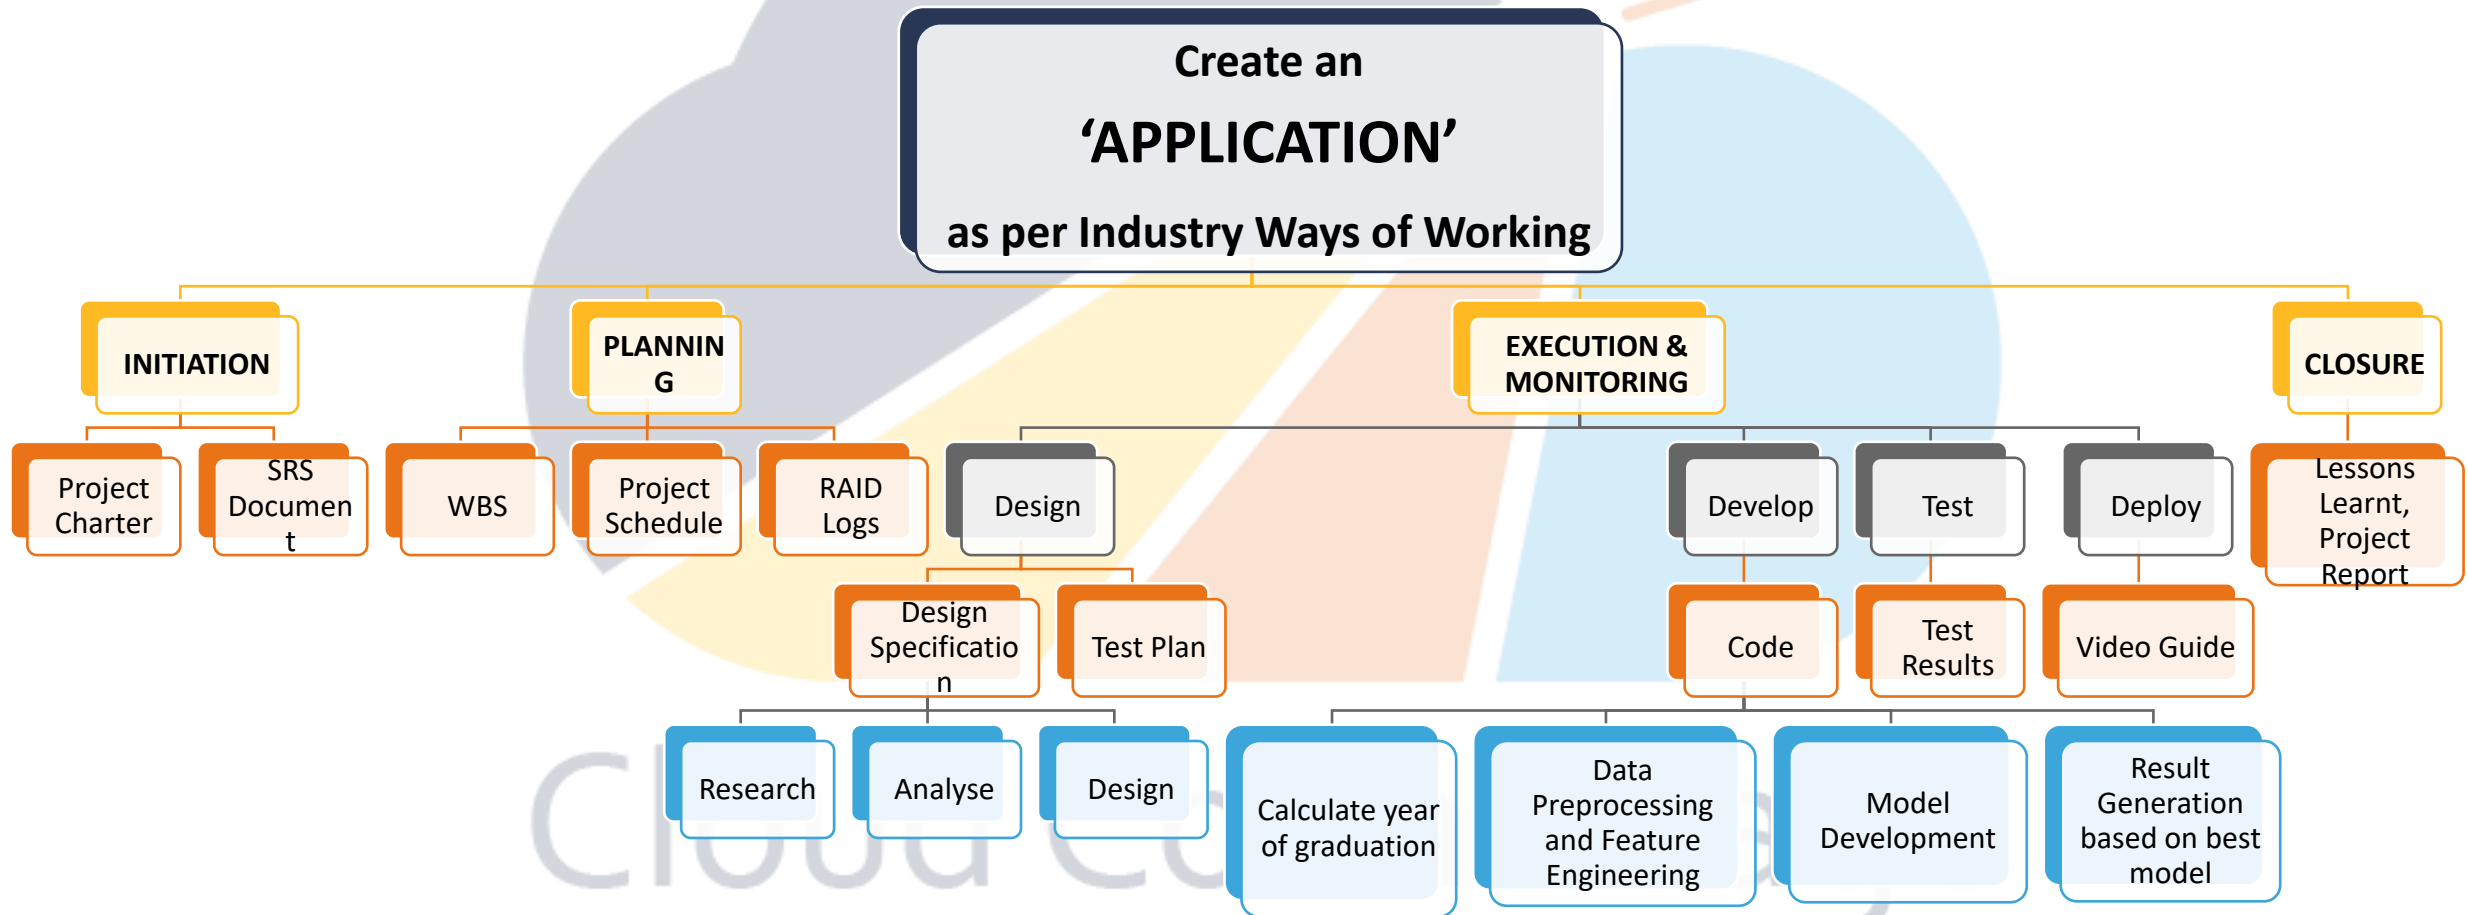 Create an
‘APPLICATION’
as per Industry Ways of Working
INITIATION
PLANNIN
G
EXECUTION &
MONITORING
CLOSURE
Project
Charter
SRS
Documen
t
WBS
Project
Schedule
RAID
Logs
Design
Develop
Test
Deploy
Lessons
Learnt,
Project
Report
Design
Specificatio
n
Test Plan
Code
Test
Results
Video Guide
Research
Analyse
Design
Calculate year
of graduation
Data
Preprocessing
and Feature
Engineering
Model
Development
Result
Generation
based on best
model
Cloud